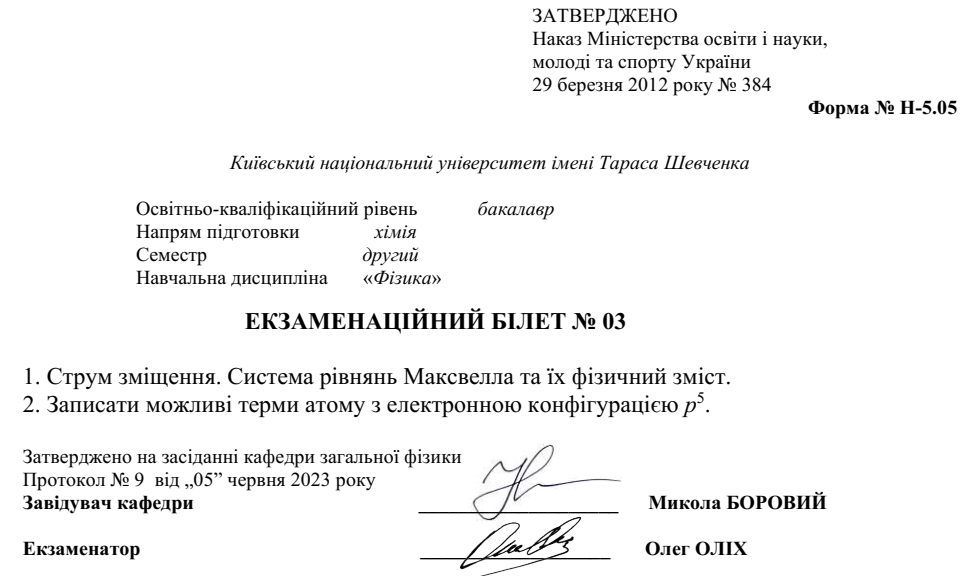 ЗАТВЕРДЖЕНО
Наказ Міністерства освіти і науки,
молоді та спорту України
29 березня 2012 року № 384
Форма № Н-5.05
Київський національний університет імені Тараса Шевченка
Освітньо-кваліфікаційний рівень бакалавр
Напрям підготовки хімія
Семестр другий
Навчальна дисципліна «Фізика»
ЕКЗАМЕНАЦІЙНИЙ БІЛЕТ № 03
1. Струм зміщення. Система рівнянь Максвелла та їх фізичний зміст.
2. Записати можливі терми атому з електронною конфігурацією p⁵.
Затверджено на засіданні кафедри загальної фізики
Протокол № 9 від „05” червня 2023 року
Завідувач кафедри Микола БОРОВИЙ
Екзаменатор Олег ОЛІХ